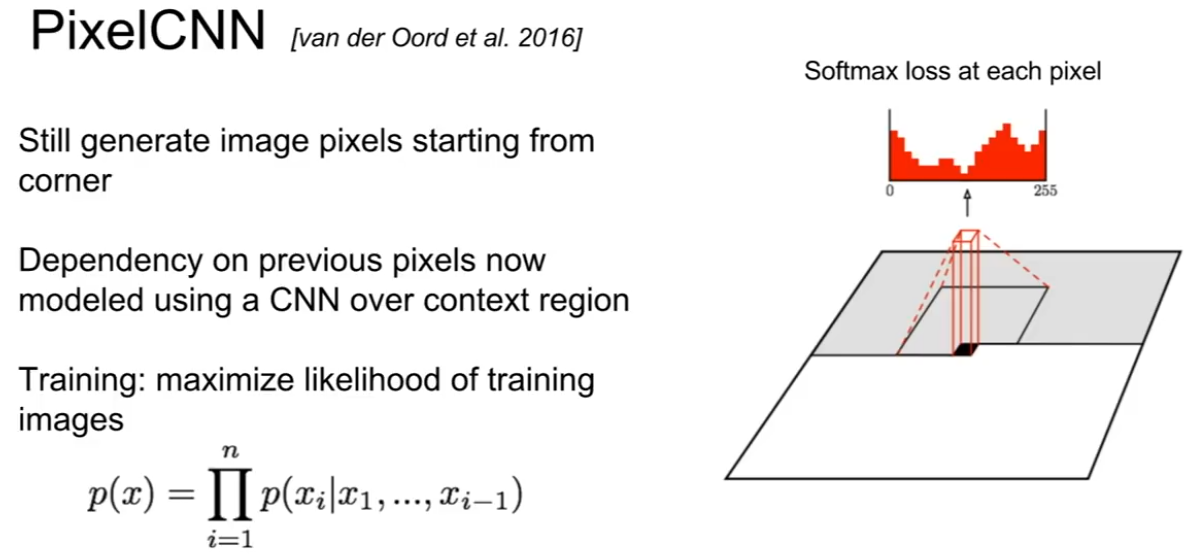 PixelCNN [van der Oord et al. 2016]
Still generate image pixels starting from
corner
Dependency on previous pixels now
modeled using a CNN over context region
Training: maximize likelihood of training
images
p(x) = ∏_{i=1}^{n} p(x_i|x_1, ..., x_{i−1})
Softmax loss at each pixel
0 255